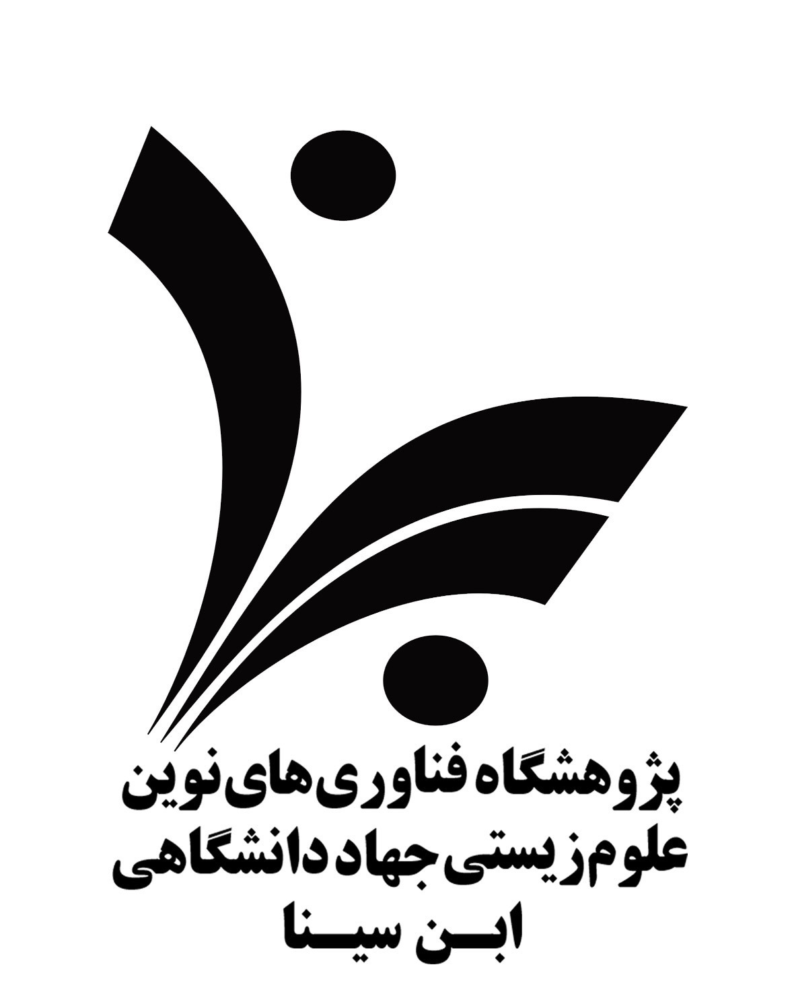 پژوهشگاه فناوری‌های نوین
علوم زیستی جهاد دانشگاهی
ابن سینا